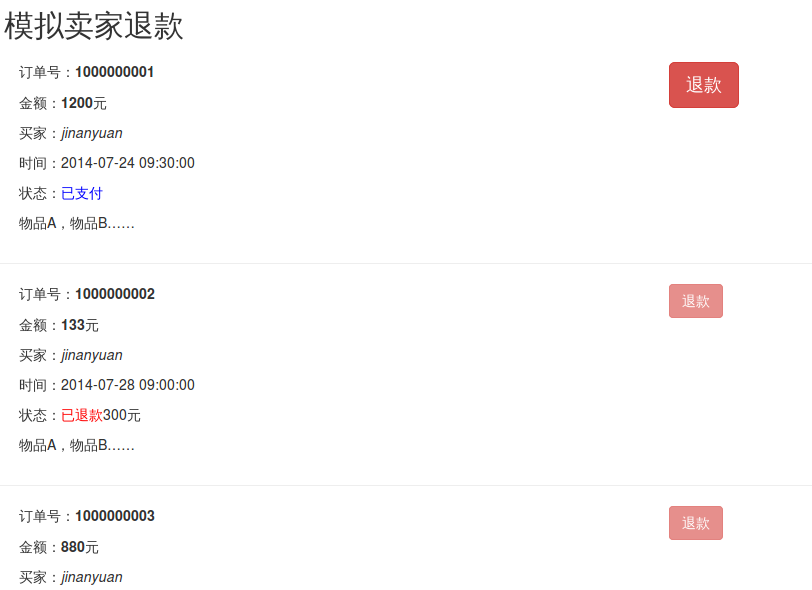 模拟卖家退款
订单号：1000000001
退款
金额：1200元
买家：jinanyuan
时间：2014-07-24 09:30:00
状态：已支付
物品A，物品B……
订单号：1000000002
退款
金额：133元
买家：jinanyuan
时间：2014-07-28 09:00:00
状态：已退款300元
物品A，物品B……
订单号：1000000003
退款
金额：880元
买家：jinanyuan